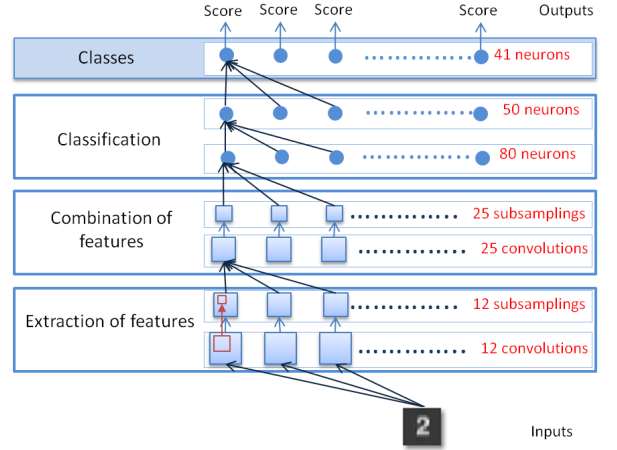 Score Score Score Score Outputs
Classes 41 neurons
50 neurons
Classification
80 neurons
Combination of features
25 subsamplings
25 convolutions
Extraction of features
12 subsamplings
12 convolutions
2
Inputs